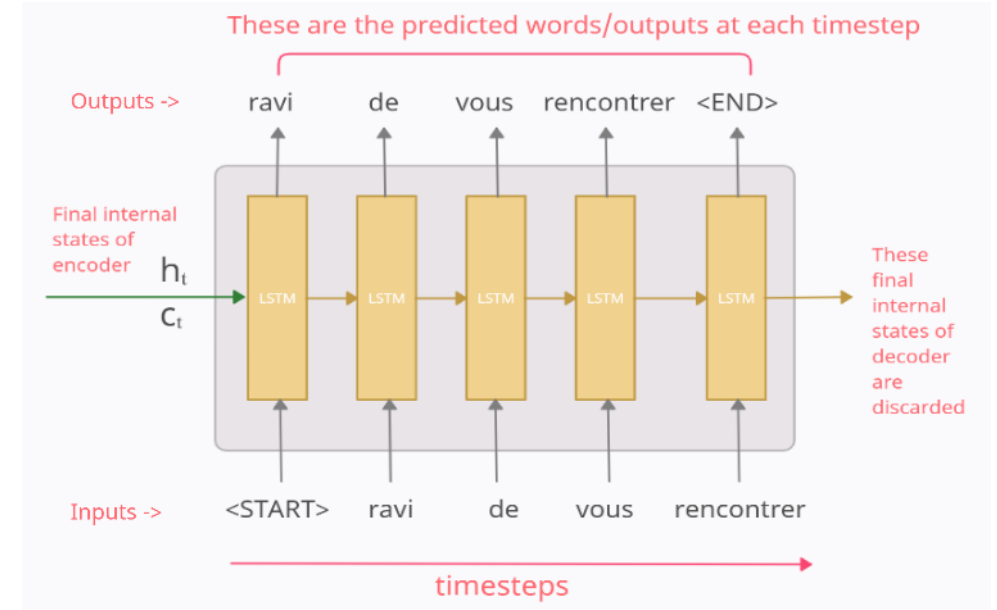 These are the predicted words/outputs at each timestep
Outputs -> ravi de vous rencontrer <END>
Final internal
states of
encoder
hₜ
cₜ
LSTM LSTM LSTM LSTM LSTM
These
final
internal
states of
decoder
are
discarded
Inputs -> <START> ravi de vous rencontrer
timesteps